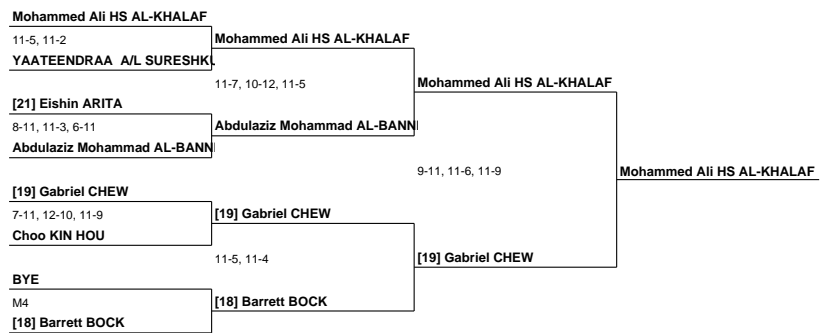 Mohammed Ali HS AL-KHALAF
11-5, 11-2
YAATEENDRAA A/L SURESHKU
[21] Eishin ARITA
8-11, 11-3, 6-11
Abdulaziz Mohammad AL-BANN
[19] Gabriel CHEW
7-11, 12-10, 11-9
Choo KIN HOU
BYE
M4
[18] Barrett BOCK
Mohammed Ali HS AL-KHALAF
11-7, 10-12, 11-5
Abdulaziz Mohammad AL-BANN
[19] Gabriel CHEW
11-5, 11-4
[18] Barrett BOCK
Mohammed Ali HS AL-KHALAF
9-11, 11-6, 11-9
[19] Gabriel CHEW
Mohammed Ali HS AL-KHALAF